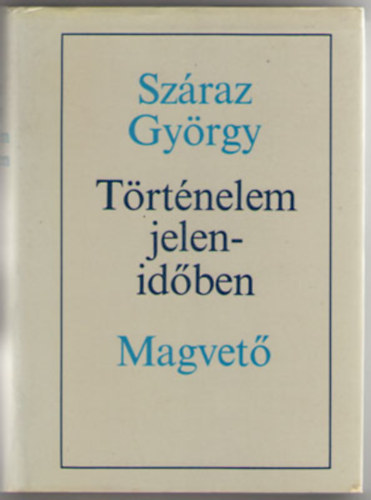 Száraz
György
Történelem
jelen-
időben
Magvető